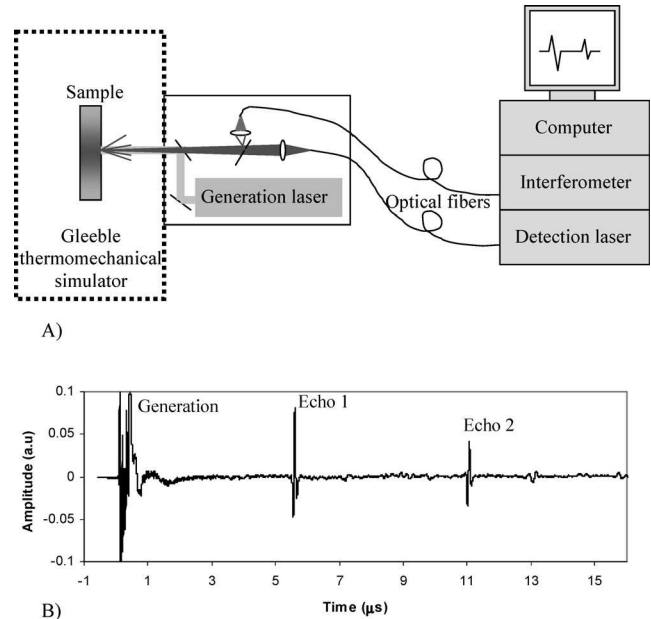 Sample
Computer
Interferometer
Detection laser
Generation laser
Optical fibers
Gleeble
thermomechanical
simulator
A)
0.1
0.05
0
-0.05
-0.1
Amplitude (a.u)
Generation
Echo 1
Echo 2
-1 1 3 5 7 9 11 13 15
Time (µs)
B)